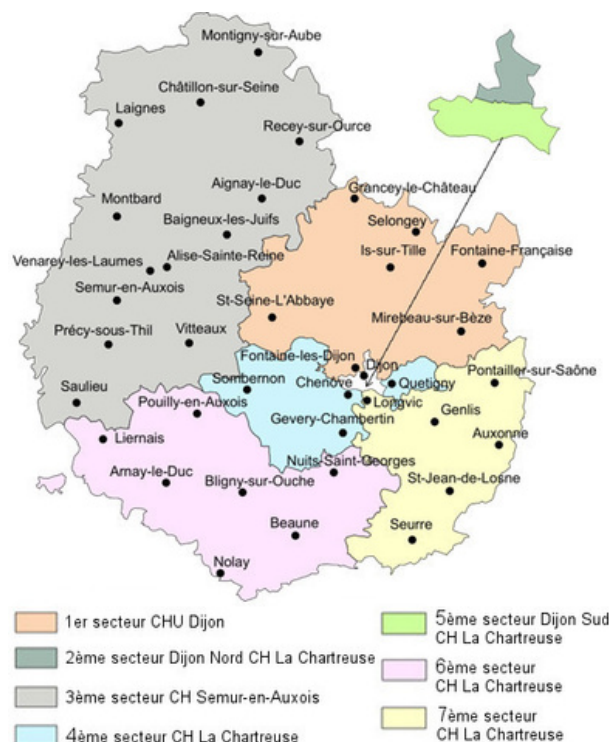 Montigny-sur-Aube
Châtillon-sur-Seine
Laignes
Recey-sur-Ource
Aignay-le-Duc
Grancey-le-Château
Montbard
Selongey
Baigneux-les-Juifs
Is-sur-Tille
Fontaine-Française
Venarey-les-Laumes
Alise-Sainte-Reine
Semur-en-Auxois
St-Seine-L'Abbaye
Mirebeau-sur-Bèze
Précy-sous-Thil
Vitteaux
Fontaine-les-Dijon
Dijon
Pontailler-sur-Saône
Sombernon
Chenôve
Quetigny
Saulieu
Pouilly-en-Auxois
Longvic
Genlis
Gevery-Chambertin
Liernais
Auxonne
Nuits-Saint-Georges
Arnay-le-Duc
Bligny-sur-Ouche
St-Jean-de-Losne
Beaune
Seurre
Nolay
1er secteur CHU Dijon
2ème secteur Dijon Nord CH La Chartreuse
3ème secteur CH Semur-en-Auxois
4ème secteur CH La Chartreuse
5ème secteur Dijon Sud
CH La Chartreuse
6ème secteur
CH La Chartreuse
7ème secteur
CH La Chartreuse